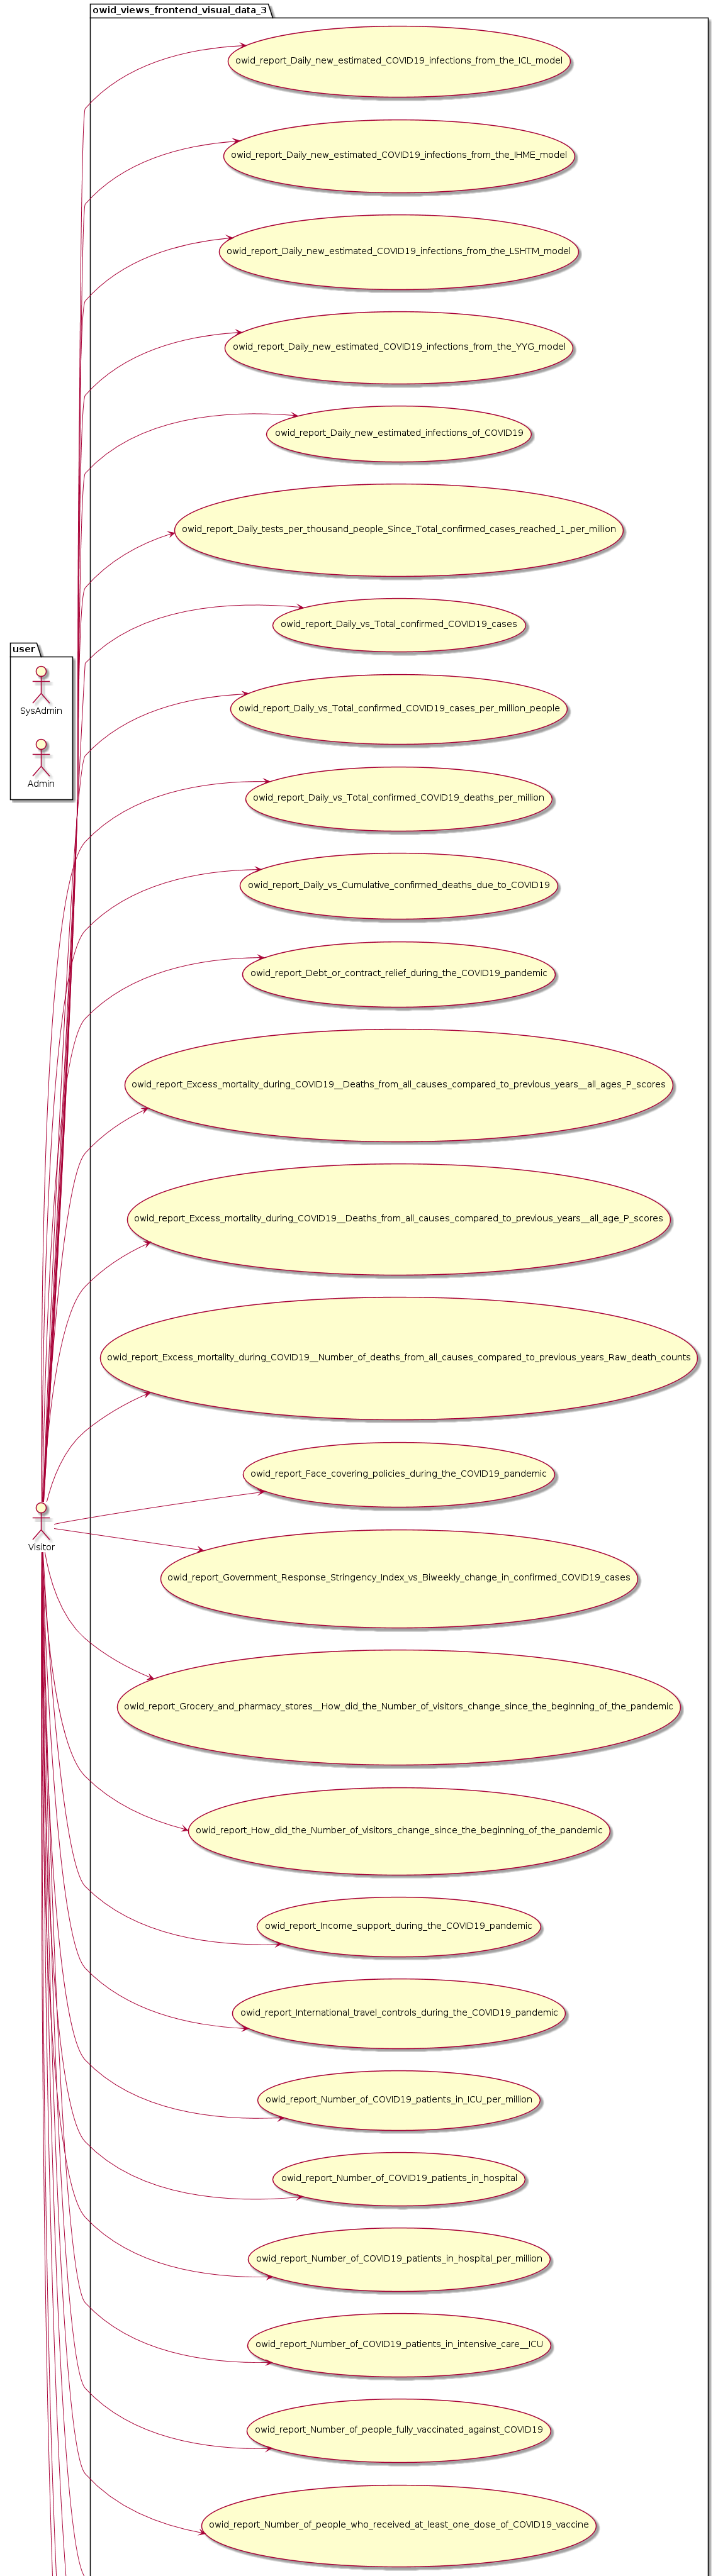 owid_views_frontend_visual_data_3
owid_report_Daily_new_estimated_COVID19_infections_from_the_ICL_model
owid_report_Daily_new_estimated_COVID19_infections_from_the_IHME_model
owid_report_Daily_new_estimated_COVID19_infections_from_the_LSHTM_model
owid_report_Daily_new_estimated_COVID19_infections_from_the_YYG_model
owid_report_Daily_new_estimated_infections_of_COVID19
owid_report_Daily_tests_per_thousand_people_Since_Total_confirmed_cases_reached_1_per_million
owid_report_Daily_vs_Total_confirmed_COVID19_cases
user
SysAdmin
Admin
owid_report_Daily_vs_Total_confirmed_COVID19_cases_per_million_people
owid_report_Daily_vs_Total_confirmed_COVID19_deaths_per_million
owid_report_Daily_vs_Cumulative_confirmed_deaths_due_to_COVID19
owid_report_Debt_or_contract_relief_during_the_COVID19_pandemic
owid_report_Excess_mortality_during_COVID19__Deaths_from_all_causes_compared_to_previous_years__all_ages_P_scores
owid_report_Excess_mortality_during_COVID19__Deaths_from_all_causes_compared_to_previous_years__all_age_P_scores
owid_report_Excess_mortality_during_COVID19__Number_of_deaths_from_all_causes_compared_to_previous_years_Raw_death_counts
owid_report_Face_covering_policies_during_the_COVID19_pandemic
Visitor
owid_report_Government_Response_Stringency_Index_vs_Biweekly_change_in_confirmed_COVID19_cases
owid_report_Grocery_and_pharmacy_stores__How_did_the_Number_of_visitors_change_since_the_beginning_of_the_pandemic
owid_report_How_did_the_Number_of_visitors_change_since_the_beginning_of_the_pandemic
owid_report_Income_support_during_the_COVID19_pandemic
owid_report_International_travel_controls_during_the_COVID19_pandemic
owid_report_Number_of_COVID19_patients_in_ICU_per_million
owid_report_Number_of_COVID19_patients_in_hospital
owid_report_Number_of_COVID19_patients_in_hospital_per_million
owid_report_Number_of_COVID19_patients_in_intensive_care__ICU
owid_report_Number_of_people_fully_vaccinated_against_COVID19
owid_report_Number_of_people_who_received_at_least_one_dose_of_COVID19_vaccine